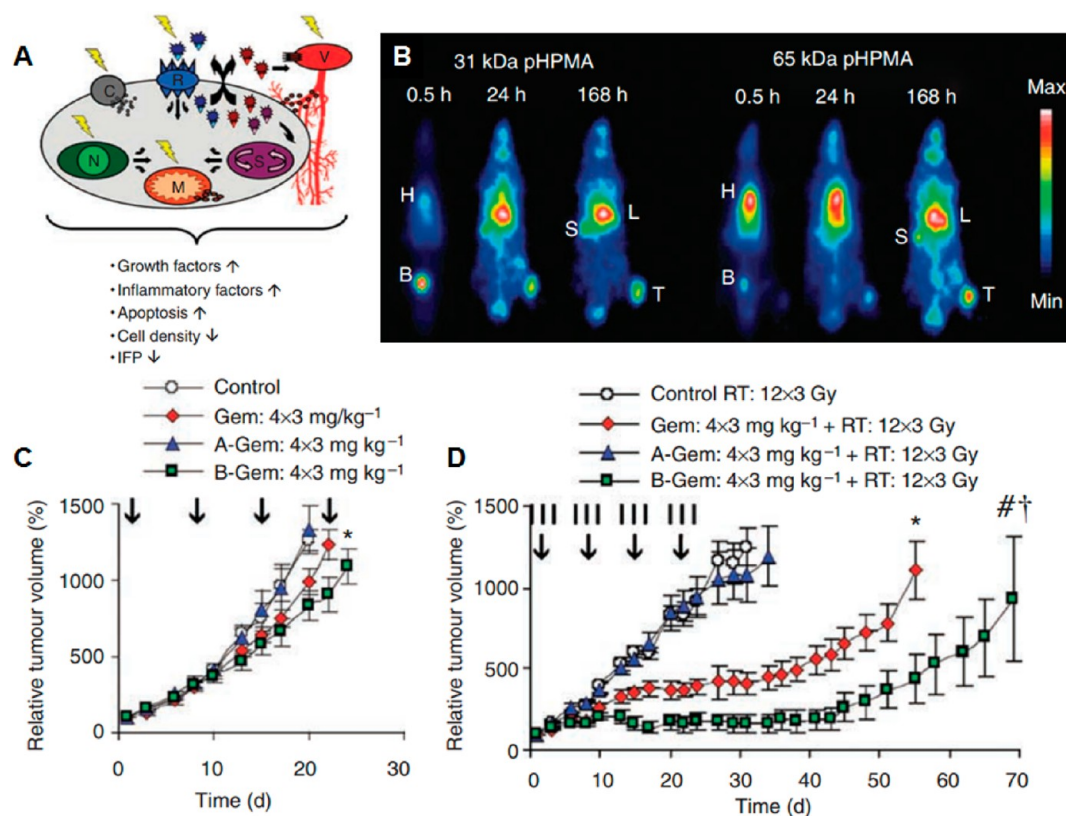 A
C
R
V
N
S
M
• Growth factors ↑
• Inflammatory factors ↑
• Apoptosis ↑
• Cell density ↓
• IFP ↓
B
31 kDa pHPMA
65 kDa pHPMA
0.5 h
24 h
168 h
0.5 h
24 h
168 h
H
S
L
B
T
H
S
L
B
T
Max
Min
C
Control
Gem: 4×3 mg/kg⁻¹
A-Gem: 4×3 mg kg⁻¹
B-Gem: 4×3 mg kg⁻¹
Relative tumour volume (%)
1500
1000
500
0
0
10
20
30
*
Time (d)
D
Control RT: 12×3 Gy
Gem: 4×3 mg kg⁻¹ + RT: 12×3 Gy
A-Gem: 4×3 mg kg⁻¹ + RT: 12×3 Gy
B-Gem: 4×3 mg kg⁻¹ + RT: 12×3 Gy
Relative tumour volume (%)
1500
1000
500
0
0
10
20
30
40
50
60
70
*
#†
Time (d)